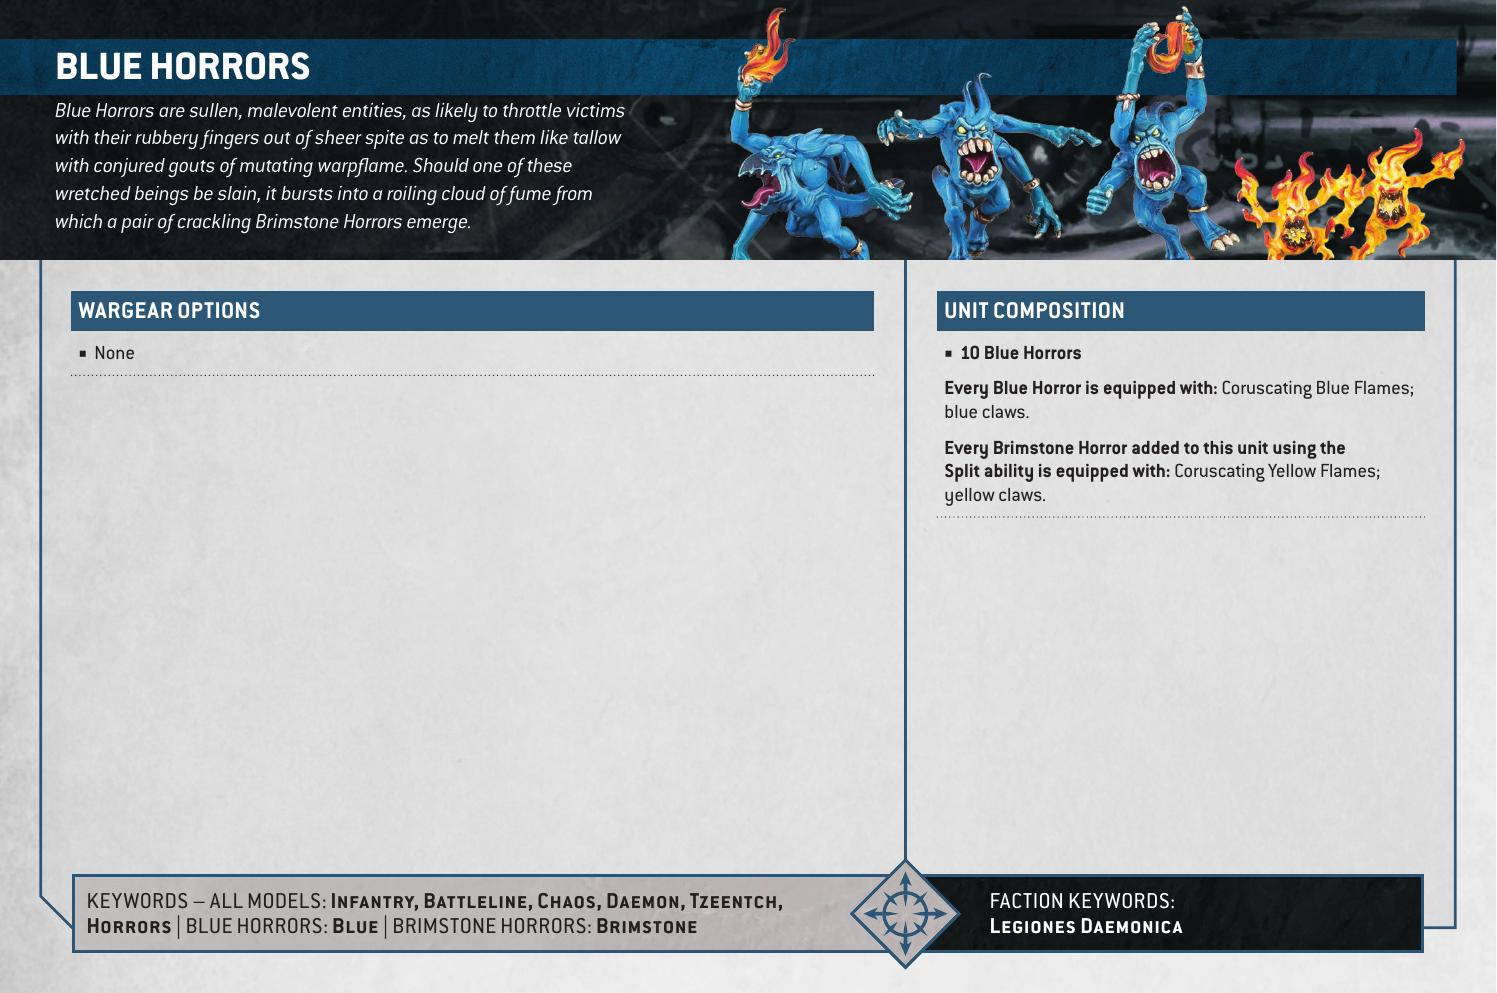 BLUE HORRORS
Blue Horrors are sullen, malevolent entities, as likely to throttle victims
with their rubbery fingers out of sheer spite as to melt them like tallow
with conjured gouts of mutating warpflame. Should one of these
wretched beings be slain, it bursts into a roiling cloud of fume from
which a pair of crackling Brimstone Horrors emerge.
WARGEAR OPTIONS
■ None
UNIT COMPOSITION
■ 10 Blue Horrors
Every Blue Horror is equipped with: Coruscating Blue Flames;
blue claws.
Every Brimstone Horror added to this unit using the
Split ability is equipped with: Coruscating Yellow Flames;
yellow claws.
KEYWORDS – ALL MODELS: Infantry, Battleline, Chaos, Daemon, Tzeentch,
Horrors | BLUE HORRORS: Blue | BRIMSTONE HORRORS: Brimstone
FACTION KEYWORDS:
Legiones Daemonica